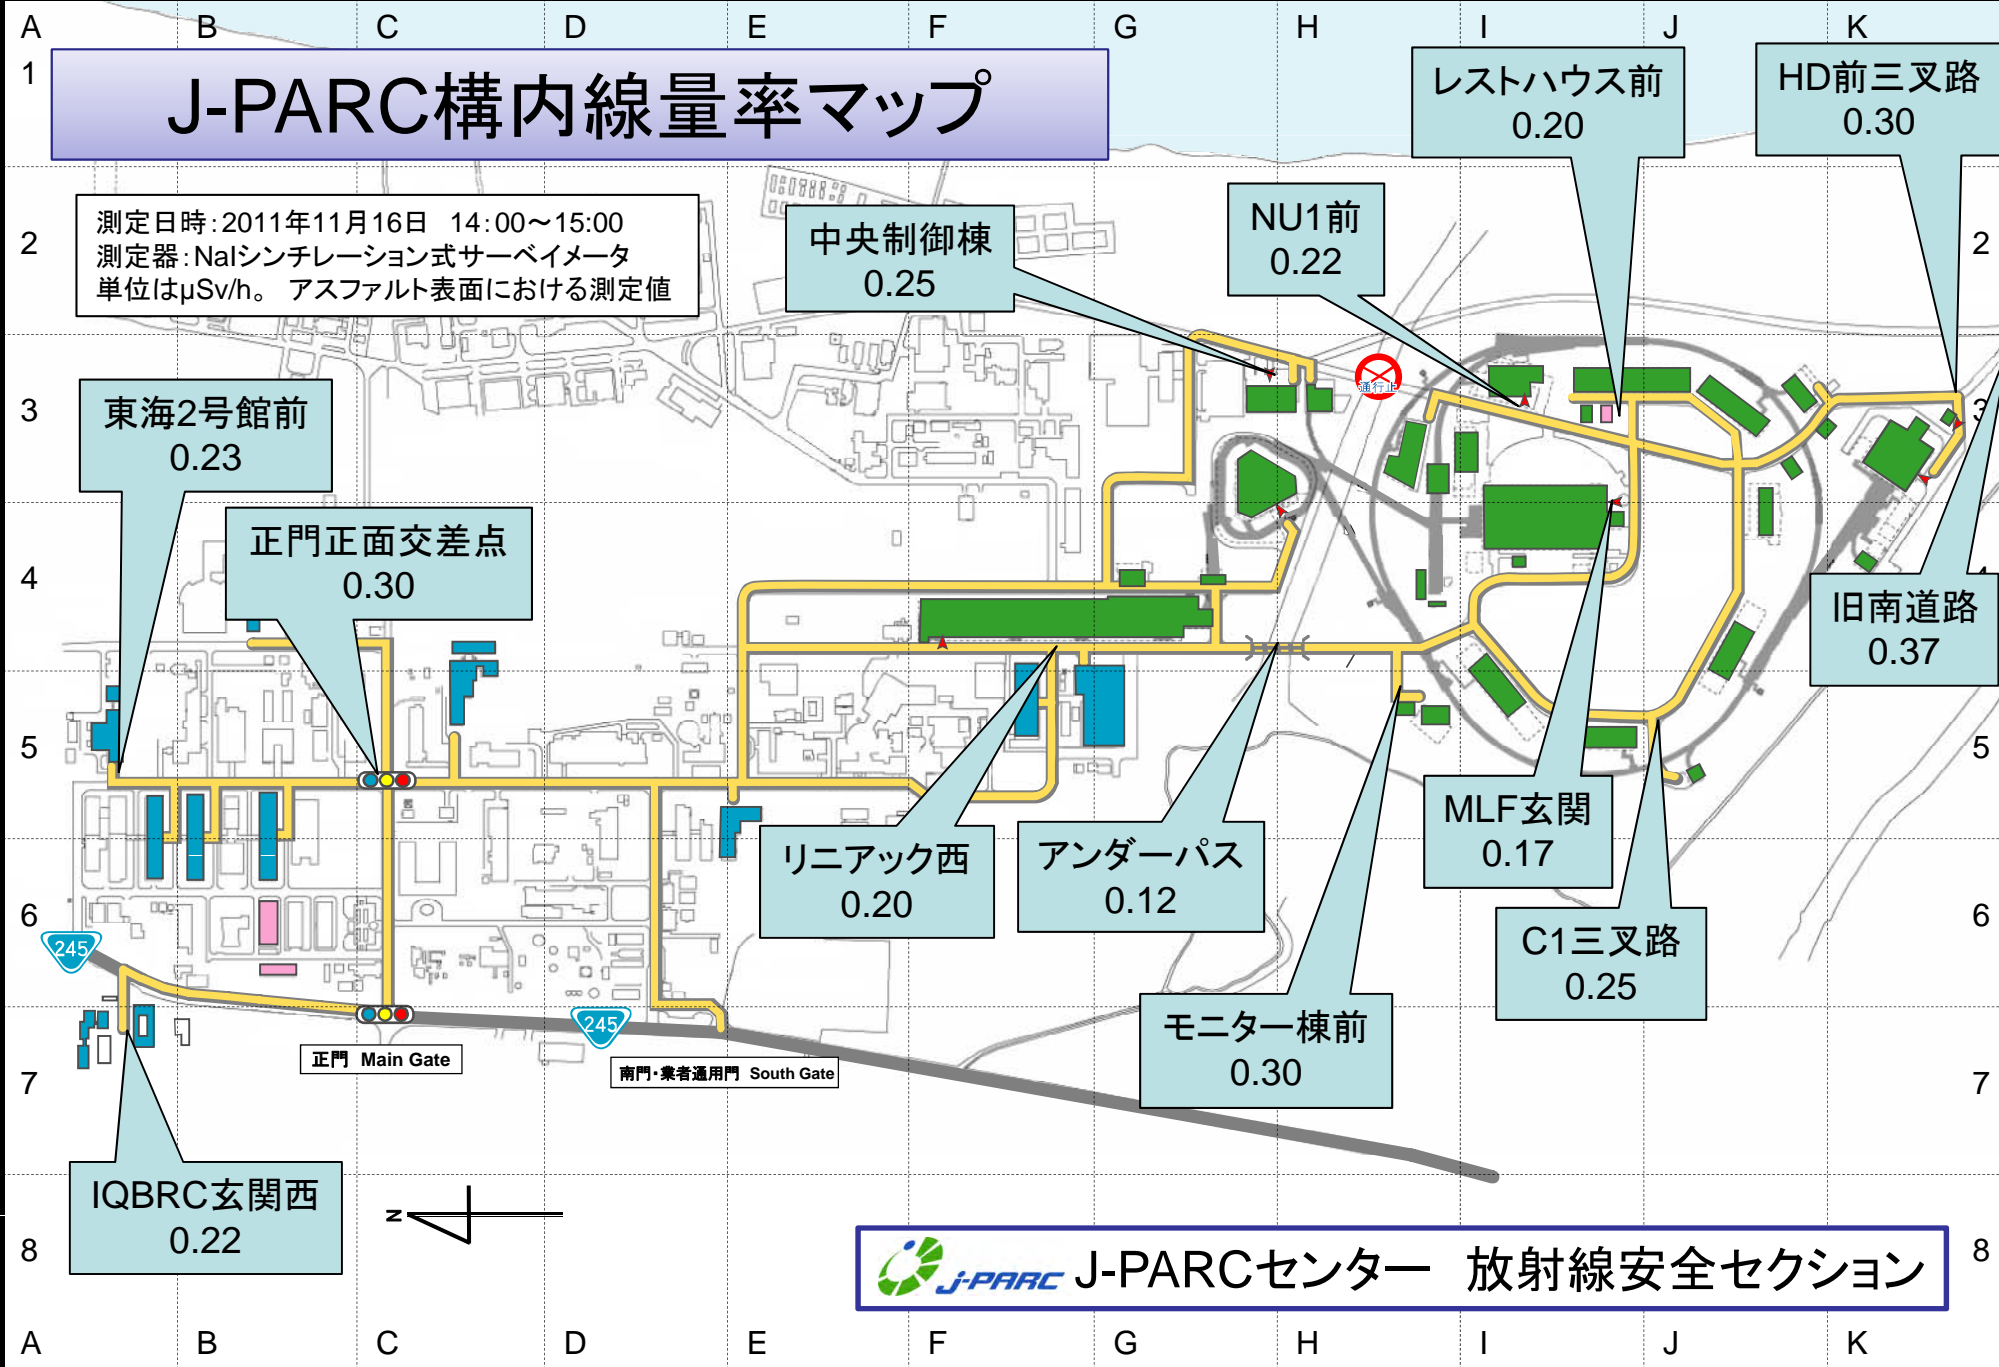 A B C D E F G H I J K
1
J-PARC構内線量率マップ
レストハウス前
0.20
HD前三叉路
0.30
測定日時：2011年11月16日　14：00～15：00
測定器：NaIシンチレーション式サーベイメータ
単位はμSv/h。 アスファルト表面における測定値
2
中央制御棟
0.25
NU1前
0.22
2
通行止
3
東海2号館前
0.23
3
正門正面交差点
0.30
4
4
旧南道路
0.37
5
5
MLF玄関
0.17
リニアック西
0.20
アンダーパス
0.12
6
245
C1三叉路
0.25
6
モニター棟前
0.30
245
正門 Main Gate
南門・業者通用門 South Gate
7
7
IQBRC玄関西
0.22
N
8
J-PARC J-PARCセンター　放射線安全セクション
8
A B C D E F G H I J K